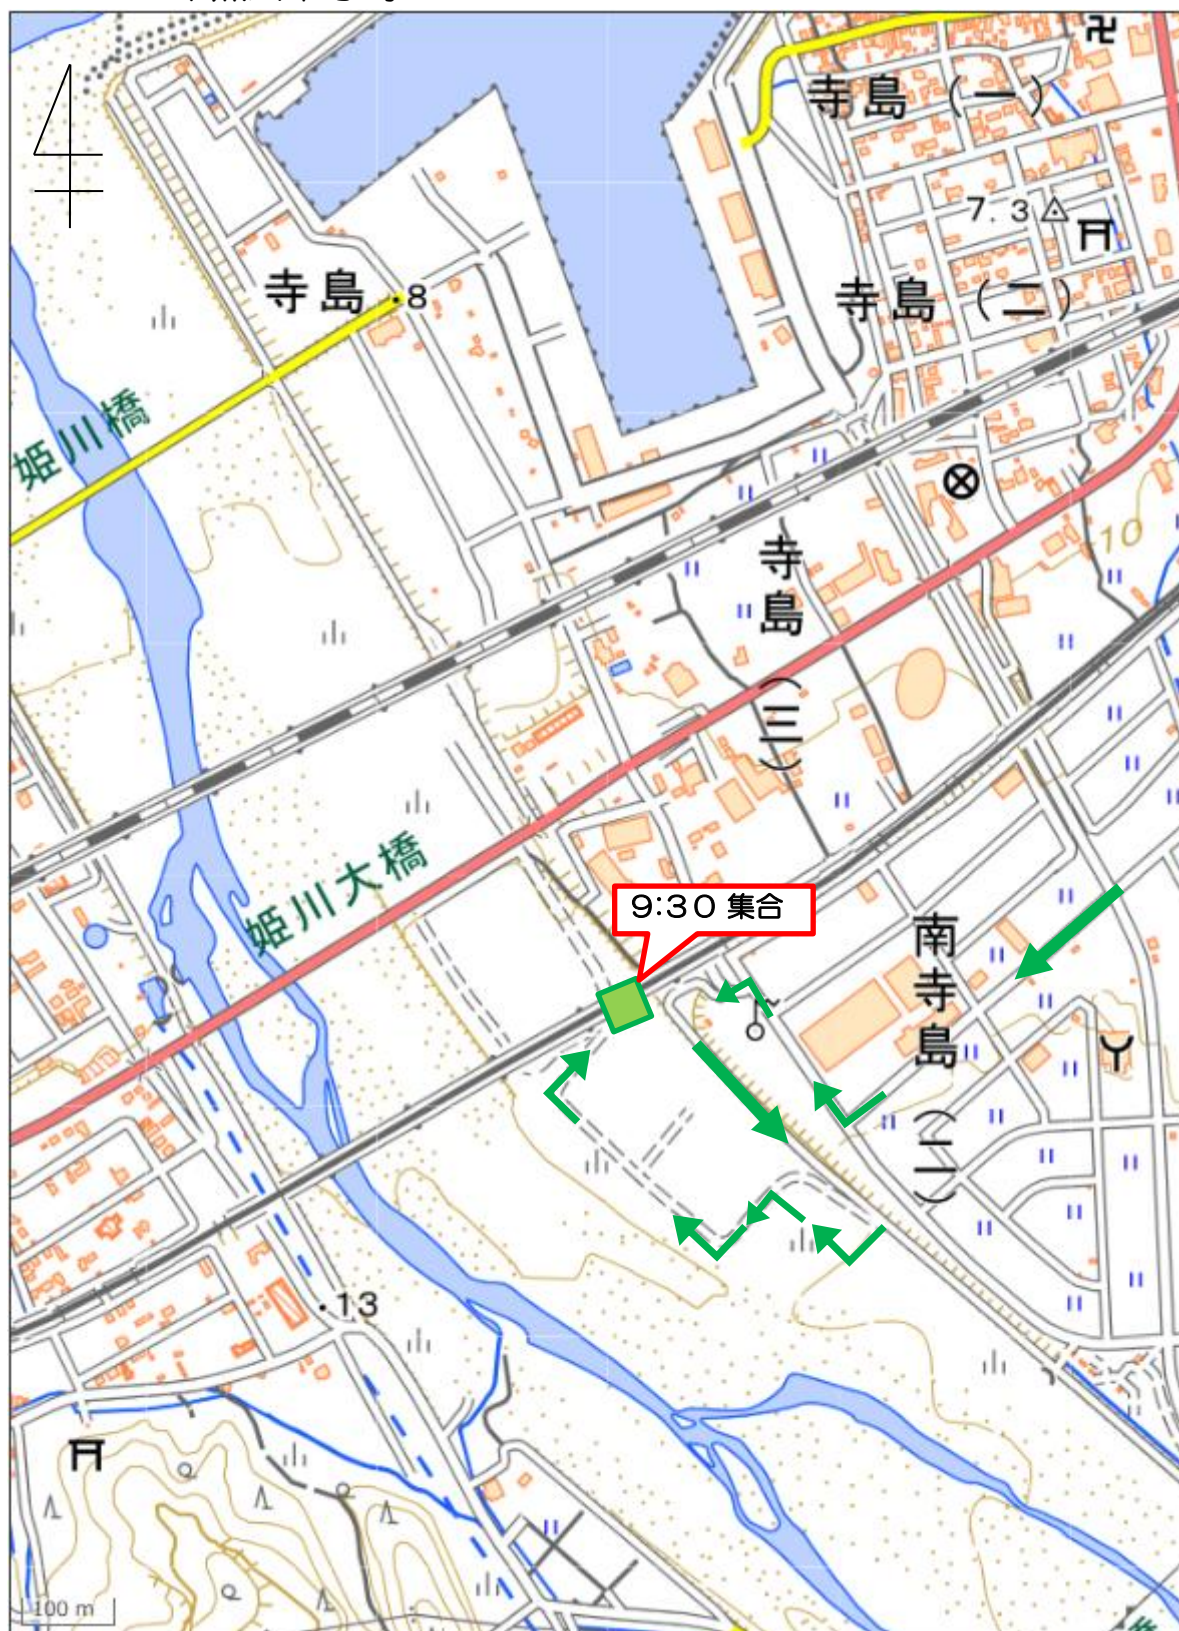 寺島（一）
7.3
寺島 ・8
寺島（二）
姫川橋
10
寺島（三）
姫川大橋
9:30 集合
南寺島（二）
・13
100 m